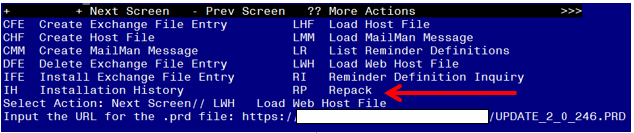 + + Next Screen - Prev Screen ?? More Actions >>>
CFE Create Exchange File Entry LHF Load Host File
CHF Create Host File LMM Load MailMan Message
CMM Create MailMan Message LR List Reminder Definitions
DFE Delete Exchange File Entry LWH Load Web Host File
IFE Install Exchange File Entry RI Reminder Definition Inquiry
IH Installation History RP Repack
Select Action: Next Screen// LWH Load Web Host File
Input the URL for the .prd file: https:// /UPDATE_2_0_246.PRD